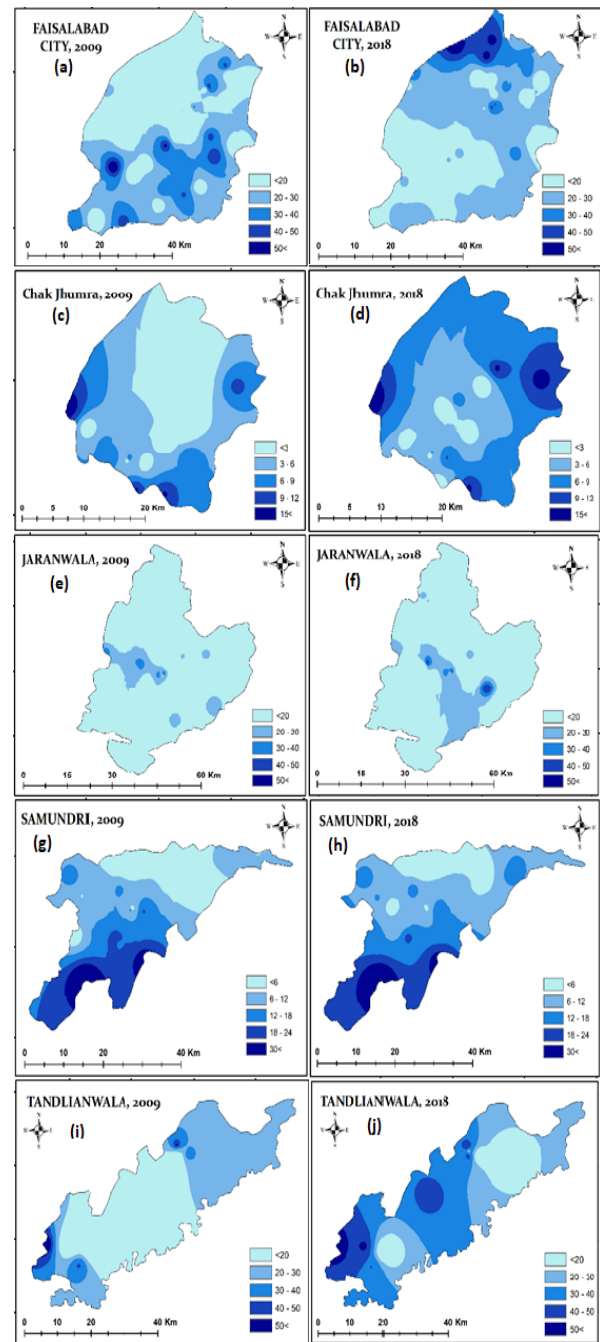 FAISALABAD
CITY, 2009
(a)
N
W E
S
<20
20 - 30
30 - 40
40 - 50
50<
0 10 20 40 Km
FAISALABAD
CITY, 2018
(b)
N
W E
S
<20
20 - 30
30 - 40
40 - 50
50<
0 10 20 40 Km
Chak Jhumra, 2009
(c)
N
W E
S
3 - 6
6 - 9
9 - 12
15<
0 5 10 20 Km
Chak Jhumra, 2018
(d)
N
W E
S
<3
3 - 6
6 - 9
9 - 12
15<
0 5 10 20 Km
JARANWALA, 2009
(e)
N
W E
S
<20
20 - 30
30 - 40
40 - 50
50<
0 15 30 60 Km
JARANWALA, 2018
(f)
N
W E
S
<20
20 - 30
30 - 40
40 - 50
50<
0 15 30 60 Km
SAMUNDRI, 2009
(g)
N
W E
S
<6
6 - 12
12 - 18
18 - 24
30<
0 10 20 40 Km
SAMUNDRI, 2018
(h)
N
W E
S
<6
6 - 12
12 - 18
18 - 24
30<
0 10 20 40 Km
TANDLIANWALA, 2009
(i)
N
W E
S
<20
20 - 30
30 - 40
40 - 50
50<
0 10 20 40 Km
TANDLIANWALA, 2018
(j)
N
W E
S
<20
20 - 30
30 - 40
40 - 50
50<
0 10 20 40 Km